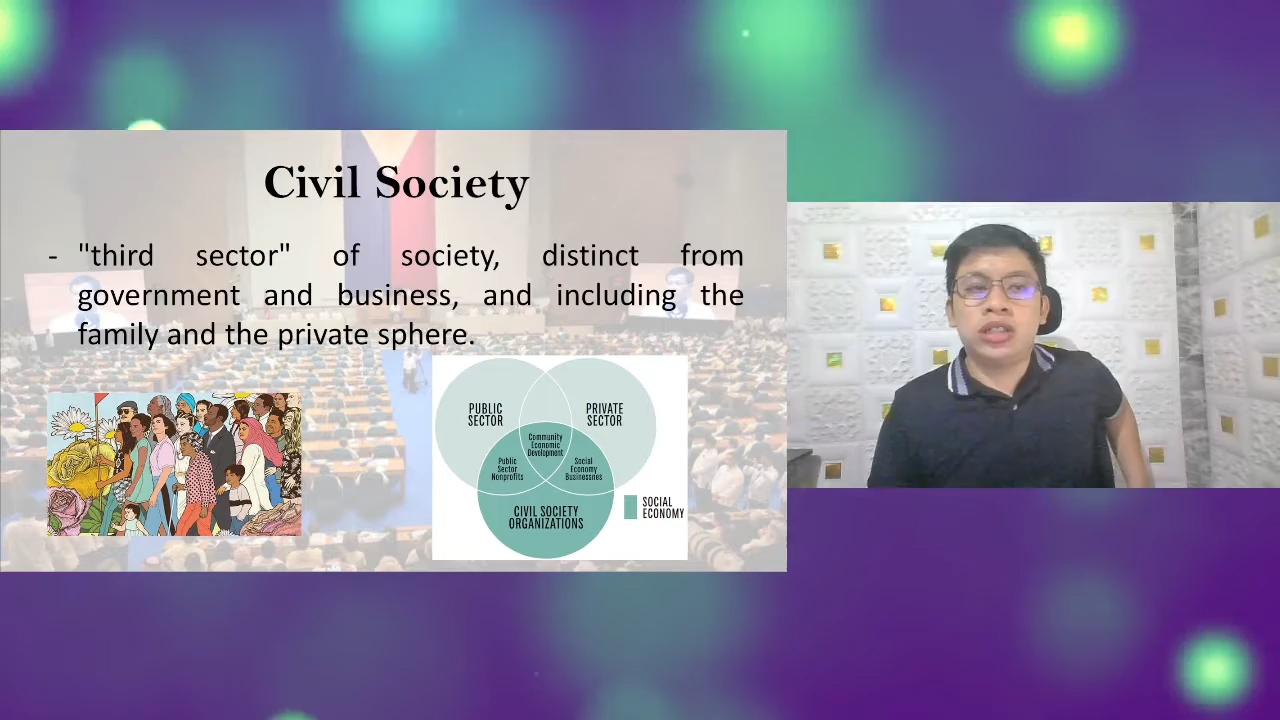 Civil Society
- "third sector" of society, distinct from
government and business, and including the
family and the private sphere.
PUBLIC
SECTOR
PRIVATE
SECTOR
Community
Economic
Development
Public
Sector
Nonprofits
Social
Economy
Businesses
CIVIL SOCIETY
ORGANIZATIONS
SOCIAL
ECONOMY